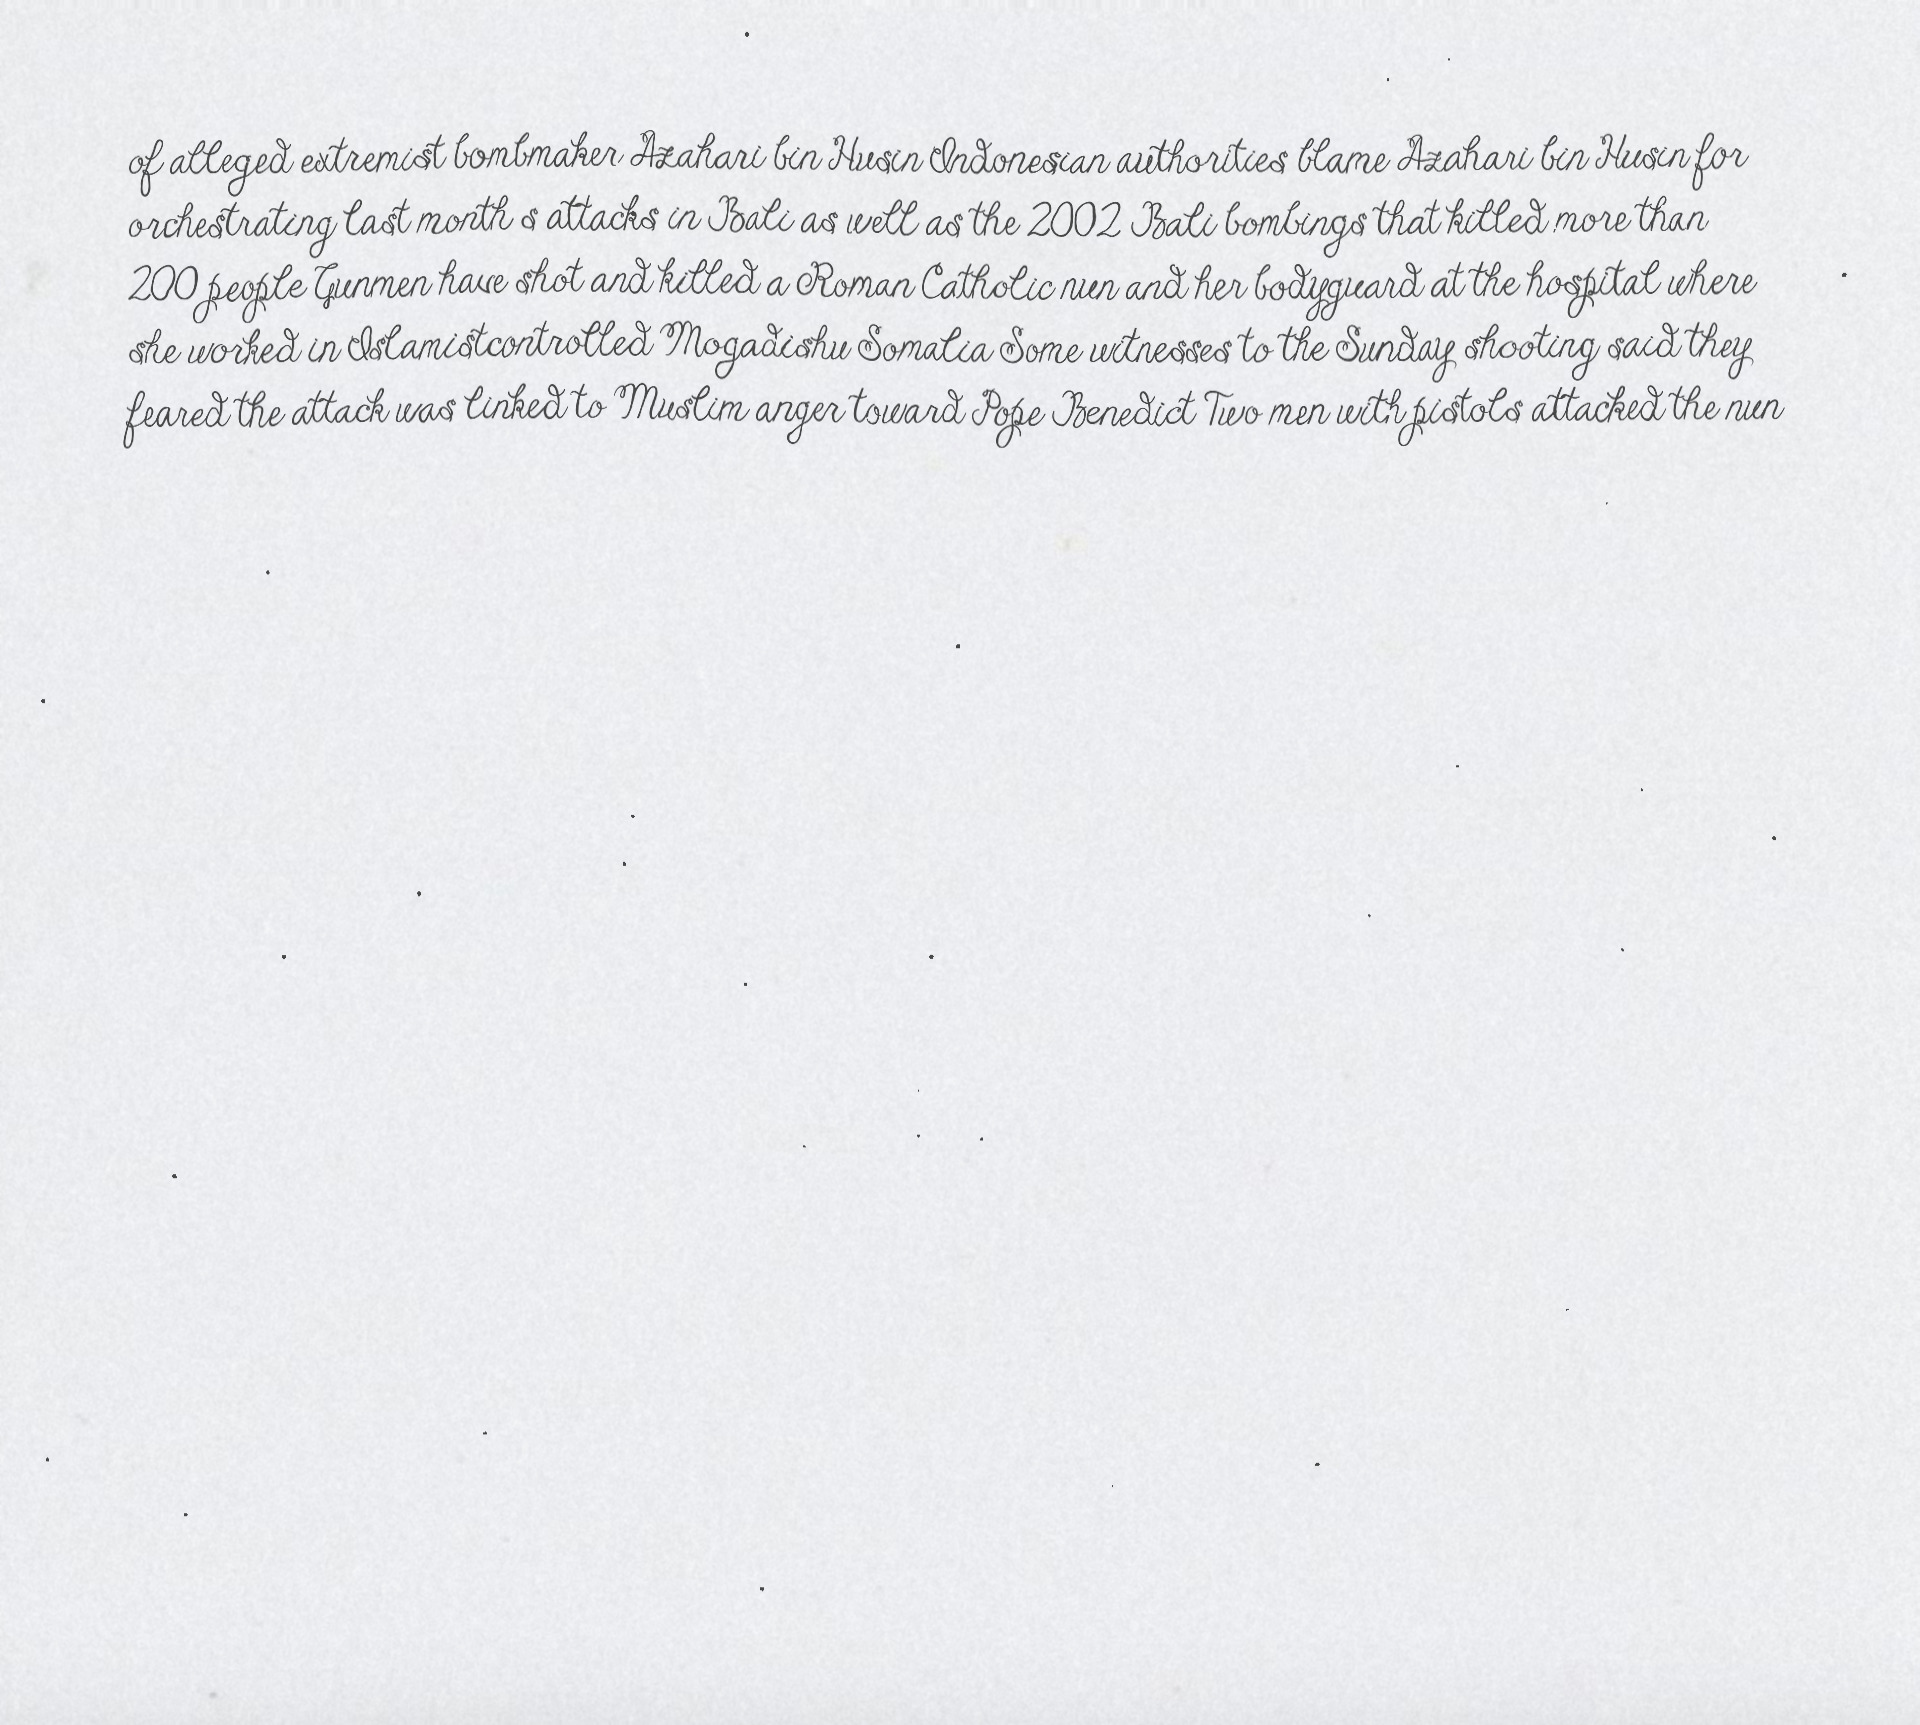 of alleged extremist bombmaker Azahari bin Husin Indonesian authorities blame Azahari bin Husin for
orchestrating last month s attacks in Bali as well as the 2002 Bali bombings that killed more than
200 people Gunmen have shot and killed a Roman Catholic nun and her bodyguard at the hospital where
she worked in Islamistcontrolled Mogadishu Somalia Some witnesses to the Sunday shooting said they
feared the attack was linked to Muslim anger toward Pope Benedict Two men with pistols attacked the nun